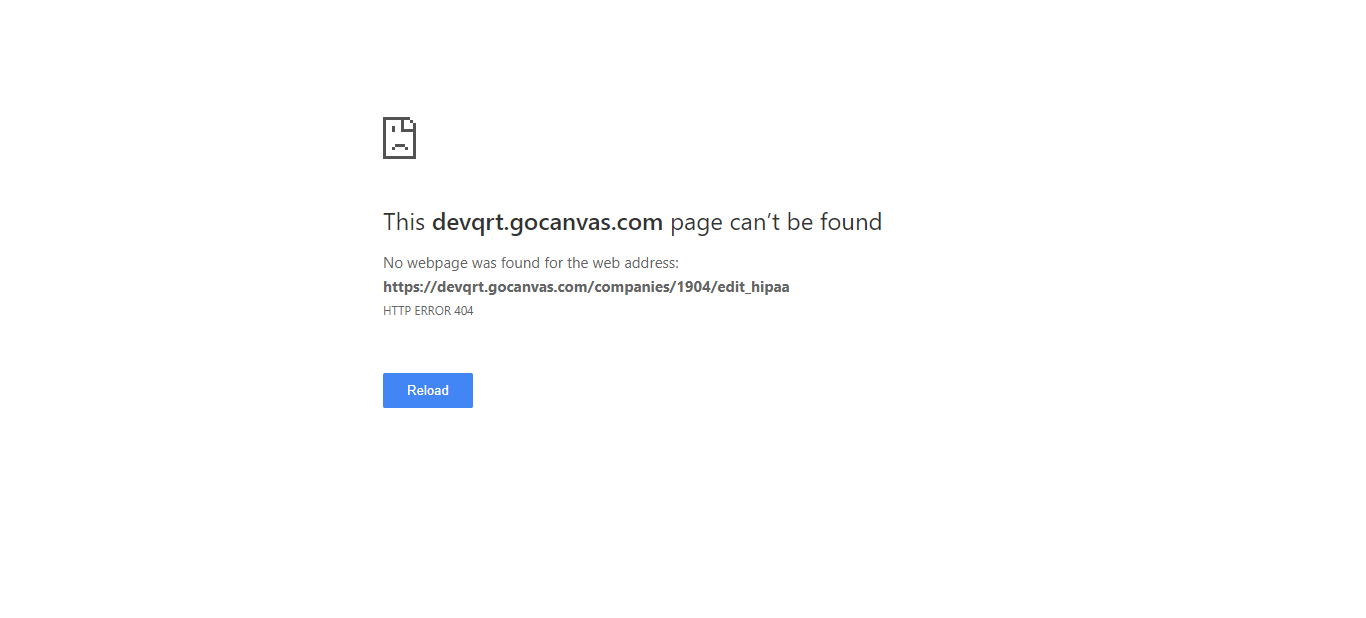 This devqrt.gocanvas.com page can’t be found
No webpage was found for the web address:
https://devqrt.gocanvas.com/companies/1904/edit_hipaa
HTTP ERROR 404
Reload